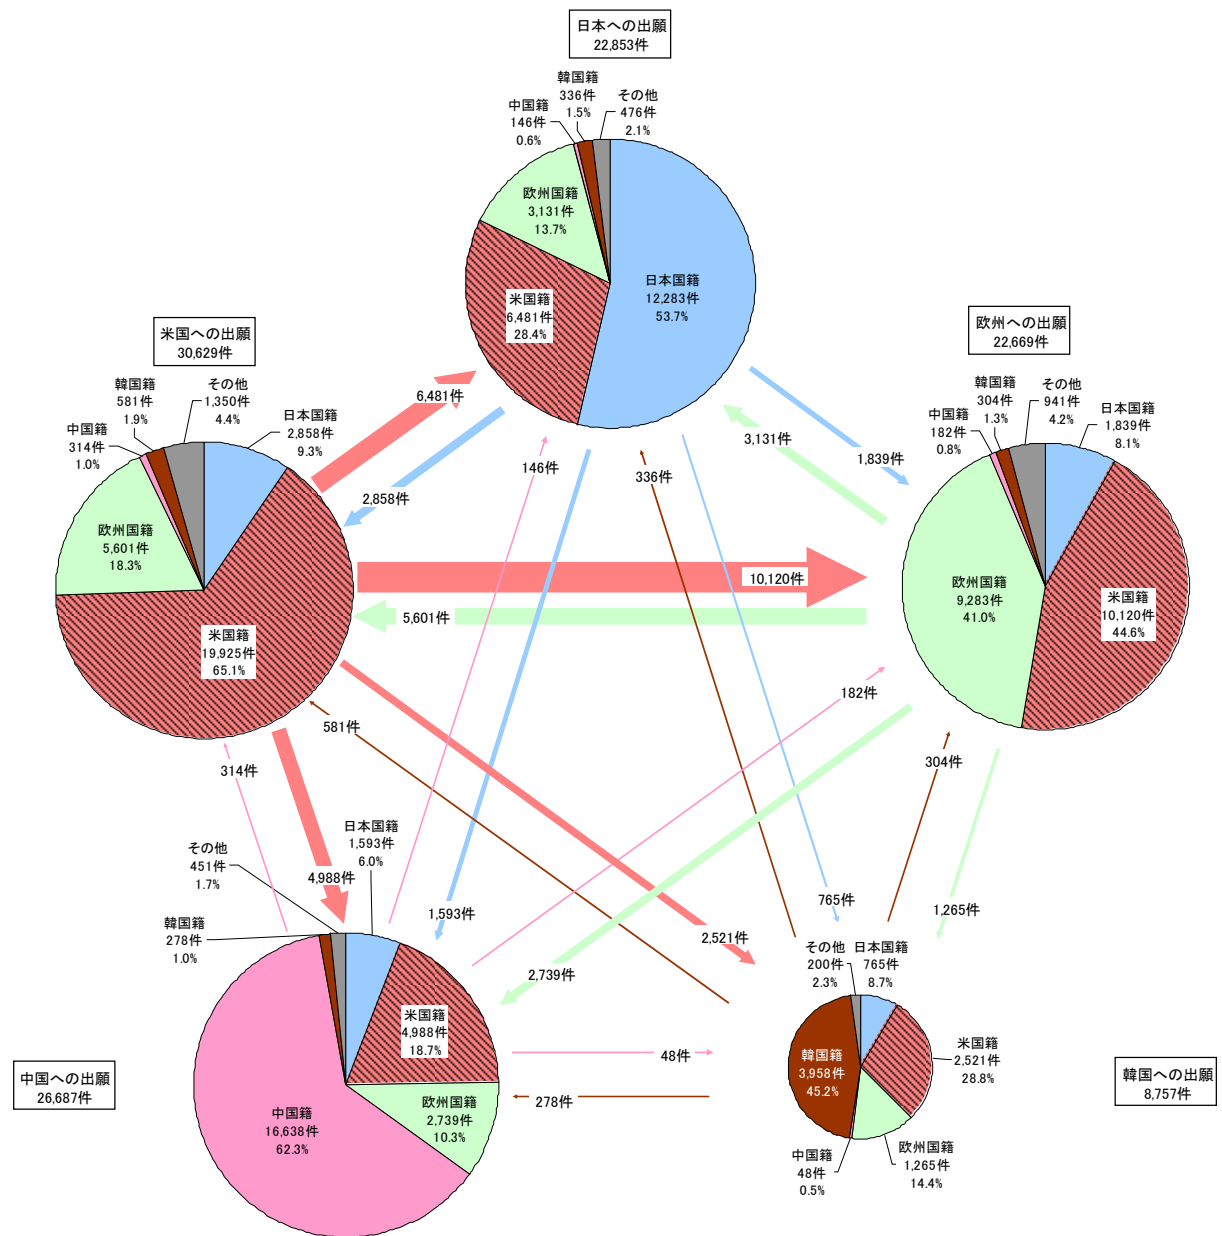 日本への出願
22,853件
韓国籍
336件
1.5%
その他
476件
2.1%
中国籍
146件
0.6%
欧州国籍
3,131件
13.7%
日本国籍
12,283件
53.7%
米国籍
6,481件
28.4%
米国への出願
30,629件
韓国籍
581件
1.9%
その他
1,350件
4.4%
日本国籍
2,858件
9.3%
中国籍
314件
1.0%
欧州国籍
5,601件
18.3%
米国籍
19,925件
65.1%
欧州への出願
22,669件
韓国籍
304件
1.3%
その他
941件
4.2%
日本国籍
1,839件
8.1%
中国籍
182件
0.8%
欧州国籍
9,283件
41.0%
米国籍
10,120件
44.6%
6,481件
2,858件
146件
336件
3,131件
1,839件
10,120件
5,601件
182件
581件
314件
304件
4,988件
1,593件
2,521件
765件
1,265件
2,739件
48件
278件
中国への出願
26,687件
その他
451件
1.7%
日本国籍
1,593件
6.0%
韓国籍
278件
1.0%
米国籍
4,988件
18.7%
欧州国籍
2,739件
10.3%
中国籍
16,638件
62.3%
韓国への出願
8,757件
その他
200件
2.3%
日本国籍
765件
8.7%
米国籍
2,521件
28.8%
韓国籍
3,958件
45.2%
中国籍
48件
0.5%
欧州国籍
1,265件
14.4%